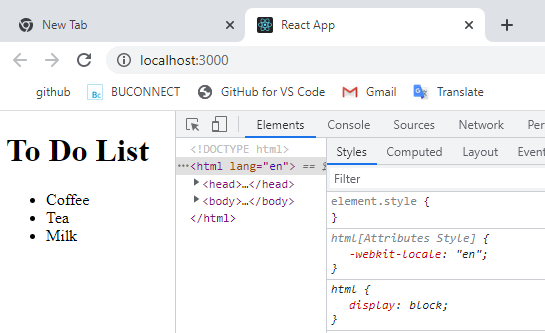 New Tab
React App
localhost:3000
github
BUCONNECT
GitHub for VS Code
Gmail
Translate
To Do List
Coffee
Tea
Milk
Elements
Console
Sources
Network
Performa
<!DOCTYPE html>
<html lang="en"> ==
<head>…</head>
<body>…</body>
</html>
Styles
Computed
Layout
Event
Filter
element.style {
}
html[Attributes Style] {
-webkit-locale: "en";
}
html {
display: block;
}